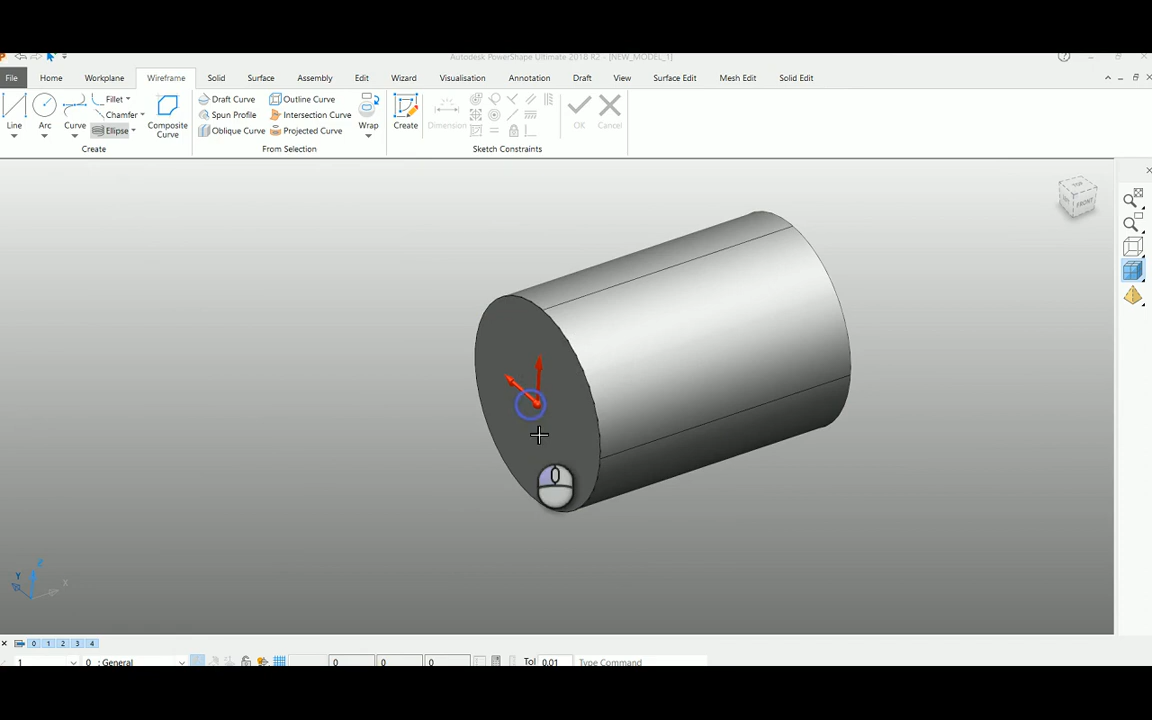 Autodesk PowerShape Ultimate 2018 R2 - [NEW_MODEL_1]
File Home Workplane Wireframe Solid Surface Assembly Edit Wizard Visualisation Annotation Draft View Surface Edit Mesh Edit Solid Edit
Fillet Draft Curve Outline Curve
Chamfer Spun Profile Intersection Curve
Line Arc Curve Ellipse Composite Curve Oblique Curve Projected Curve Wrap Create Dimension OK Cancel
Create From Selection Sketch Constraints
TOP
FRONT
Z
Y
X
0 1 2 3 4
1 0 : General 0 0 0 Tol 0.01 Type Command